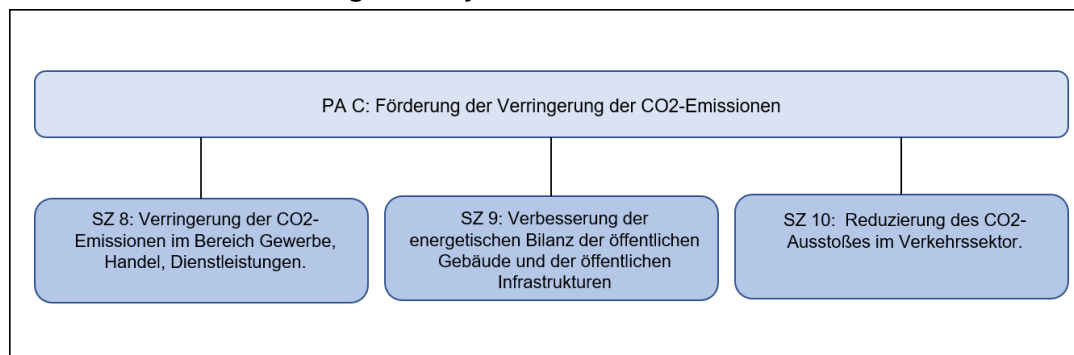 PA C: Förderung der Verringerung der CO2-Emissionen
SZ 8: Verringerung der CO2-
Emissionen im Bereich Gewerbe,
Handel, Dienstleistungen.
SZ 9: Verbesserung der
energetischen Bilanz der öffentlichen
Gebäude und der öffentlichen
Infrastrukturen
SZ 10: Reduzierung des CO2-
Ausstoßes im Verkehrssektor.